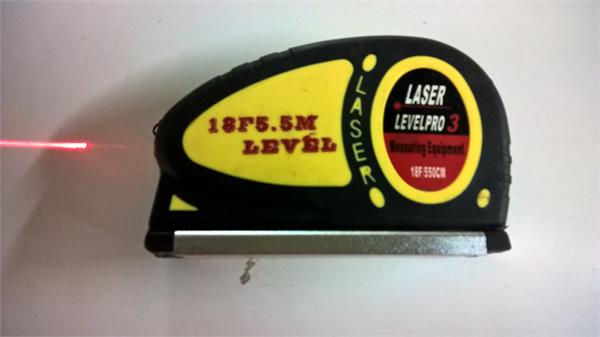 18F5.5M
LEVEL
LASER
LASER
LEVELPRO 3
Measuring Equipment
18F·550CM